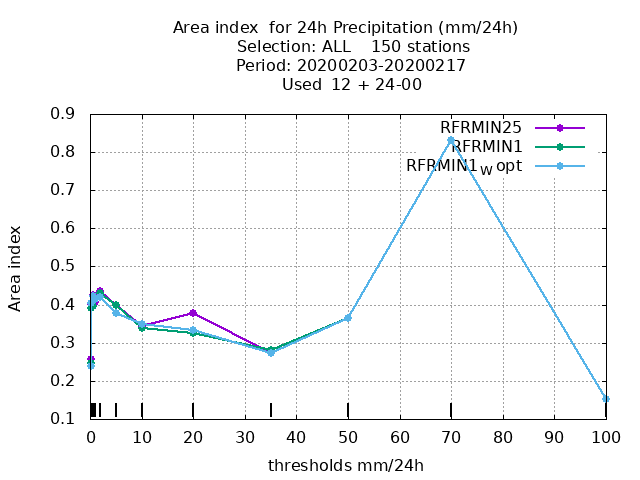 Area index  for 24h Precipitation (mm/24h)
Selection: ALL    150 stations
Period: 20200203-20200217
Used  12 + 24-00
RFRMIN25
RFRMIN1
RFRMIN1w opt
Area index
0.9
0.8
0.7
0.6
0.5
0.4
0.3
0.2
0.1
0 10 20 30 40 50 60 70 80 90 100
thresholds mm/24h